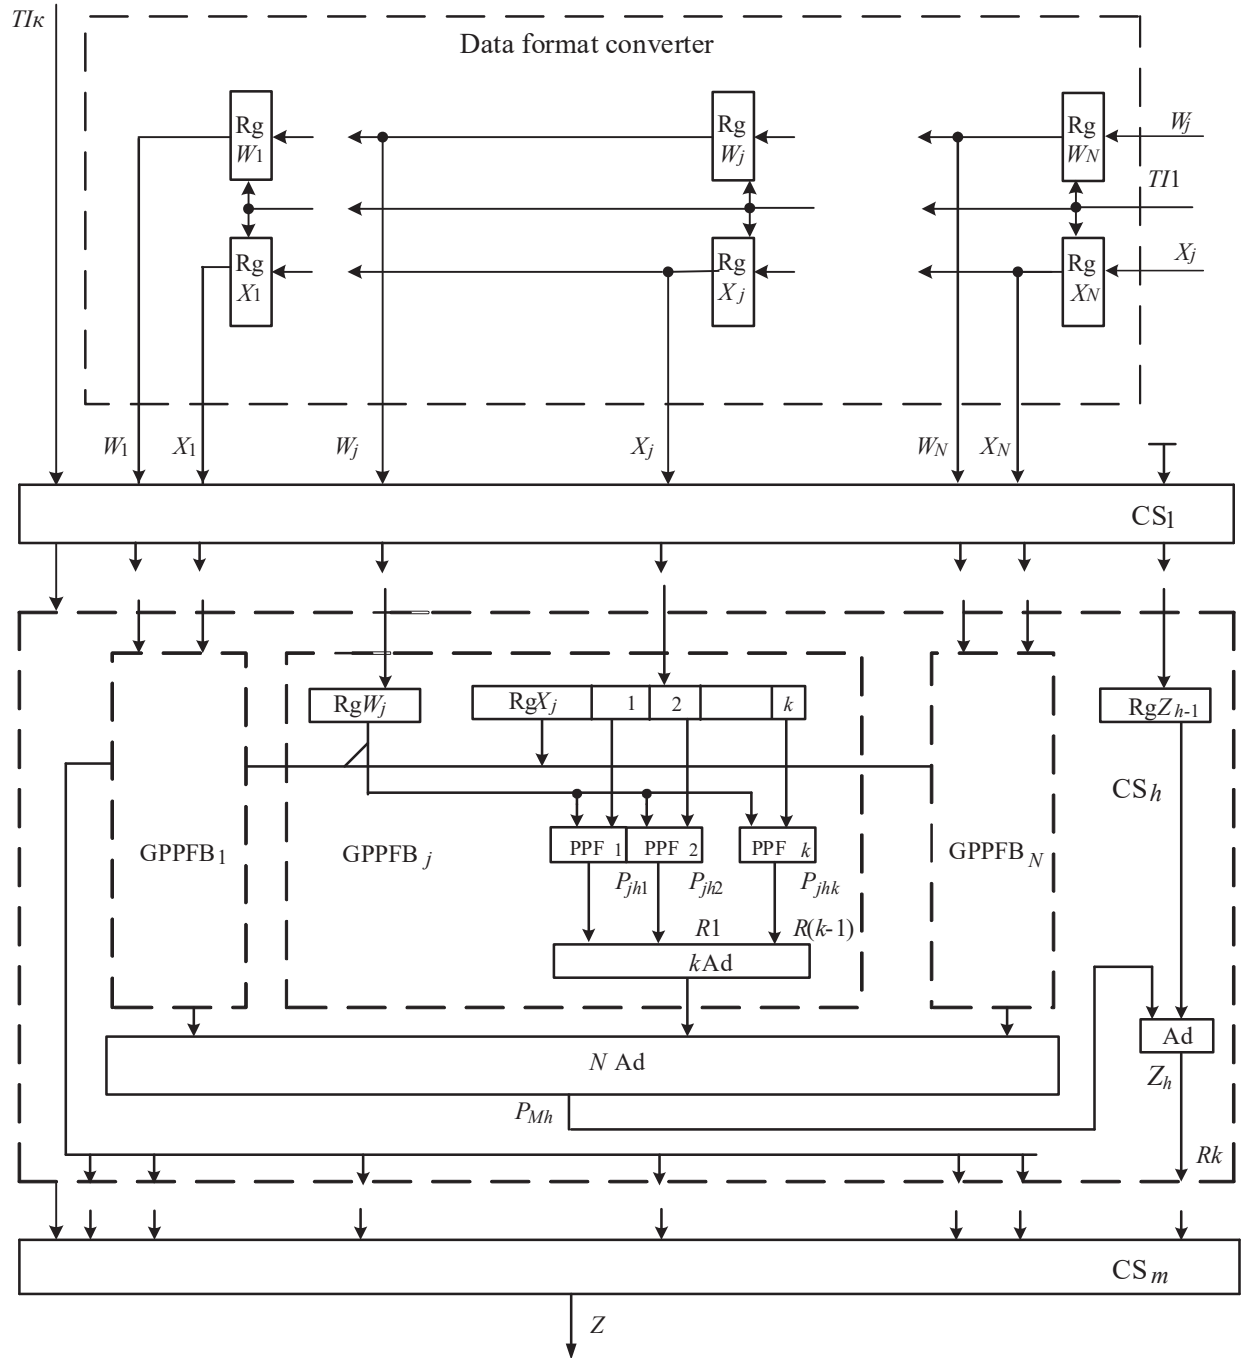 TIк
Data format converter
Rg
W1
Rg
Wj
Rg
WN
Wj
TI1
Rg
X1
Rg
Xj
Rg
XN
Xj
W1
X1
Wj
Xj
WN
XN
CS1
RgWj
RgXj 1 2 k
RgZh-1
CSh
GPPFB1
GPPFB j
PPF 1
PPF 2
PPF k
GPPFB N
Pjh1
Pjh2
Pjhk
R1
R(k-1)
kAd
Ad
N Ad
Zh
PMh
Rk
CSm
Z